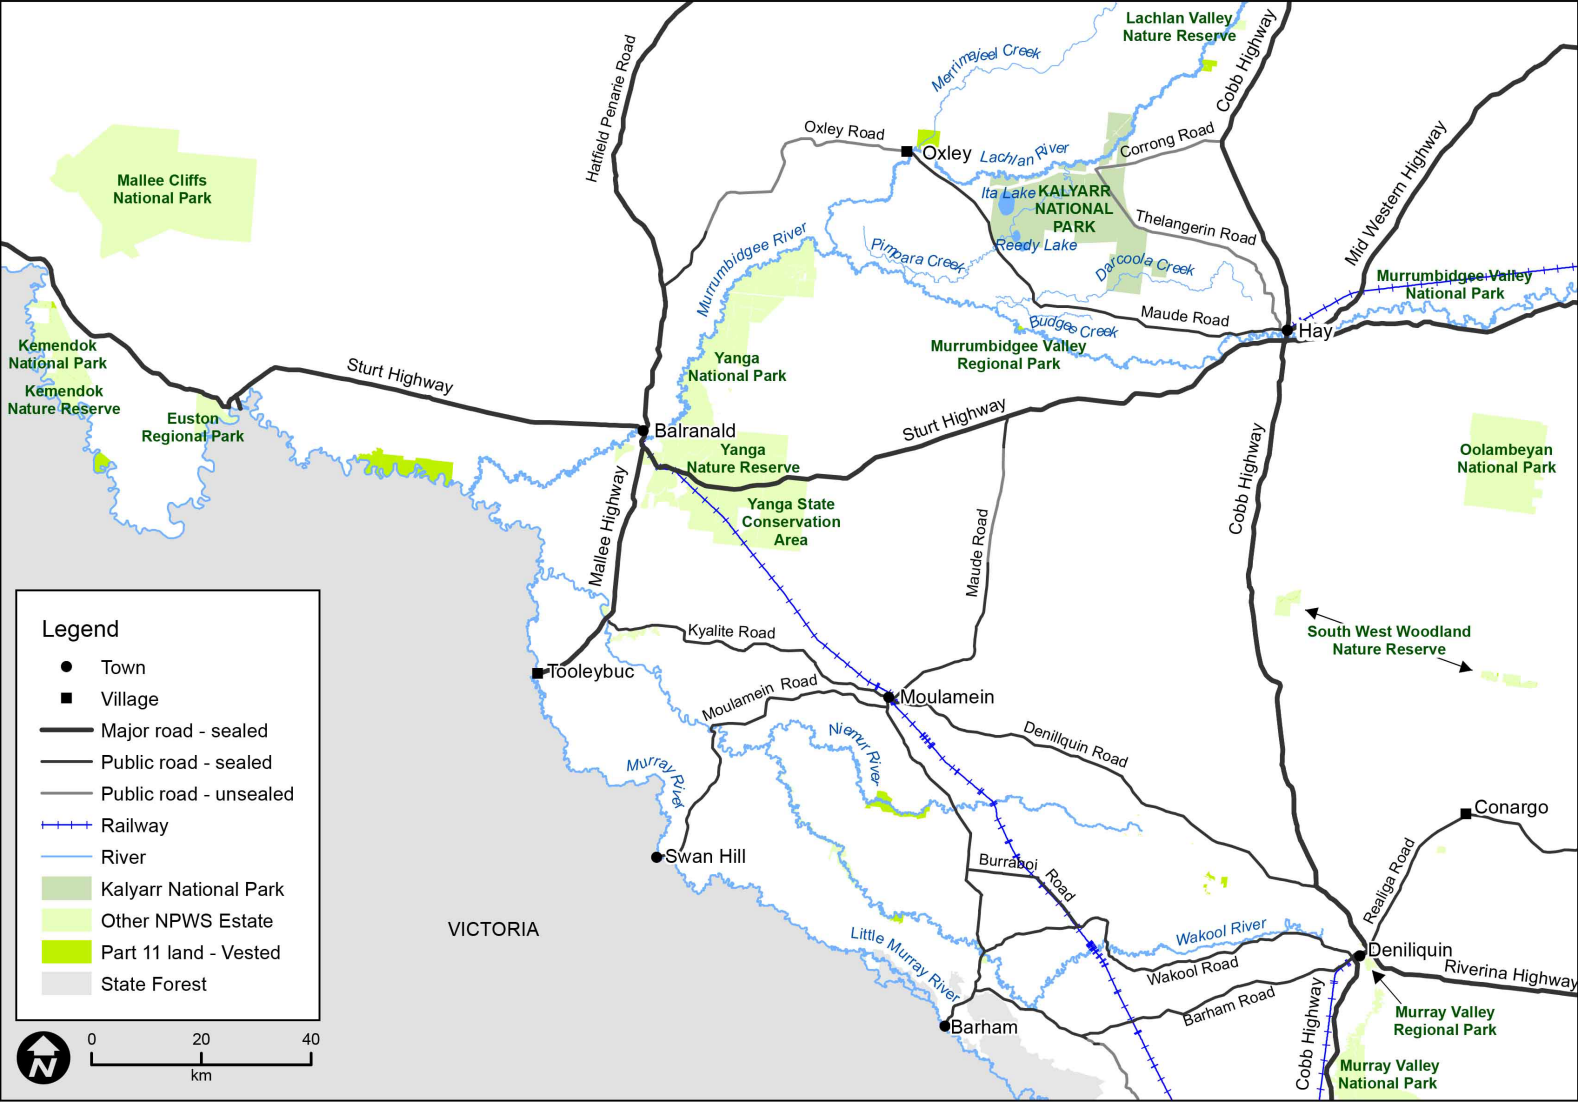 Lachlan Valley
Nature Reserve
Cobb Highway
Merrimajeel Creek
Hatfield Penarie Road
Oxley Road
Oxley
Lachlan River
Corrong Road
Mid Western Highway
Mallee Cliffs
National Park
Ita Lake
KALYARR
NATIONAL
PARK
Thelangerin Road
Reedy Lake
Murrumbidgee River
Pimpara Creek
Darcoola Creek
Murrumbidgee Valley
National Park
Maude Road
Budgee Creek
Hay
Murrumbidgee Valley
Regional Park
Kemendok
National Park
Kemendok
Nature Reserve
Sturt Highway
Yanga
National Park
Euston
Regional Park
Balranald
Sturt Highway
Yanga
Nature Reserve
Oolambeyan
National Park
Cobb Highway
Mallee Highway
Yanga State
Conservation
Area
Maude Road
South West Woodland
Nature Reserve
Kyalite Road
Tooleybuc
Moulamein Road
Moulamein
Denillquin Road
Niemur River
Murray River
Conargo
Swan Hill
Burraboi Road
Realiga Road
VICTORIA
Little Murray River
Wakool River
Deniliquin
Wakool Road
Riverina Highway
Barham Road
Cobb Highway
Barham
Murray Valley
Regional Park
Murray Valley
National Park
Legend
Town
Village
Major road - sealed
Public road - sealed
Public road - unsealed
Railway
River
Kalyarr National Park
Other NPWS Estate
Part 11 land - Vested
State Forest
N
0 20 40
km